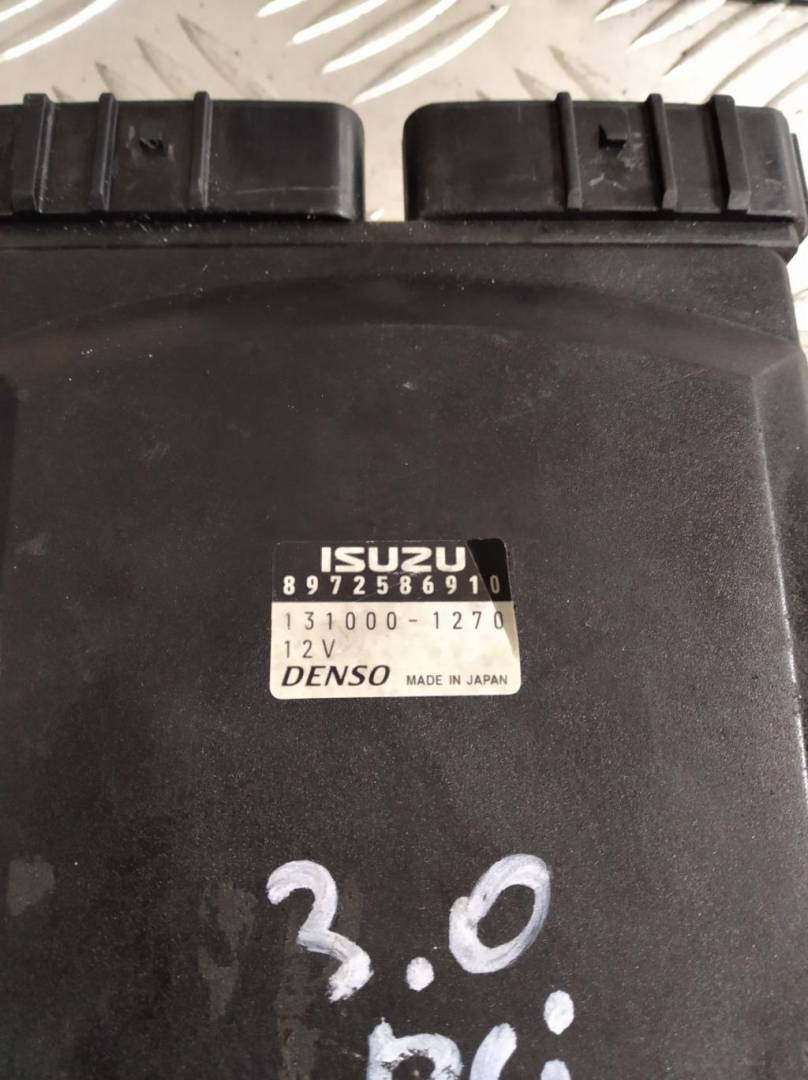 ISUZU
8972586910
131000-1270
12V
DENSO MADE IN JAPAN
3.0